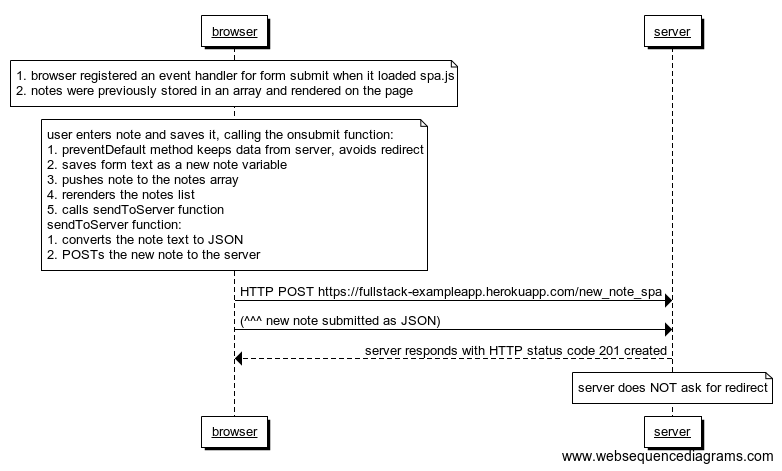 browser
server
1. browser registered an event handler for form submit when it loaded spa.js
2. notes were previously stored in an array and rendered on the page
user enters note and saves it, calling the onsubmit function:
1. preventDefault method keeps data from server, avoids redirect
2. saves form text as a new note variable
3. pushes note to the notes array
4. rerenders the notes list
5. calls sendToServer function
sendToServer function:
1. converts the note text to JSON
2. POSTs the new note to the server
HTTP POST https://fullstack-exampleapp.herokuapp.com/new_note_spa
(^^^ new note submitted as JSON)
server responds with HTTP status code 201 created
server does NOT ask for redirect
browser
server
www.websequencediagrams.com